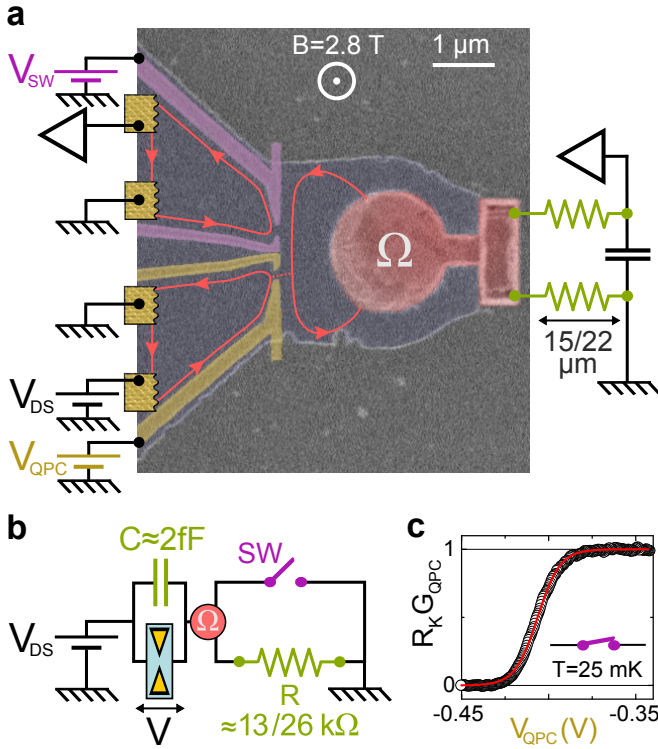 a
B=2.8 T
1 µm
V_SW
Ω
15/22
µm
V_DS
V_QPC
b
C≈2fF
SW
V_DS
Ω
R
≈13/26 kΩ
V
c
1
R_K G_QPC
T=25 mK
0
-0.45
-0.35
V_QPC (V)